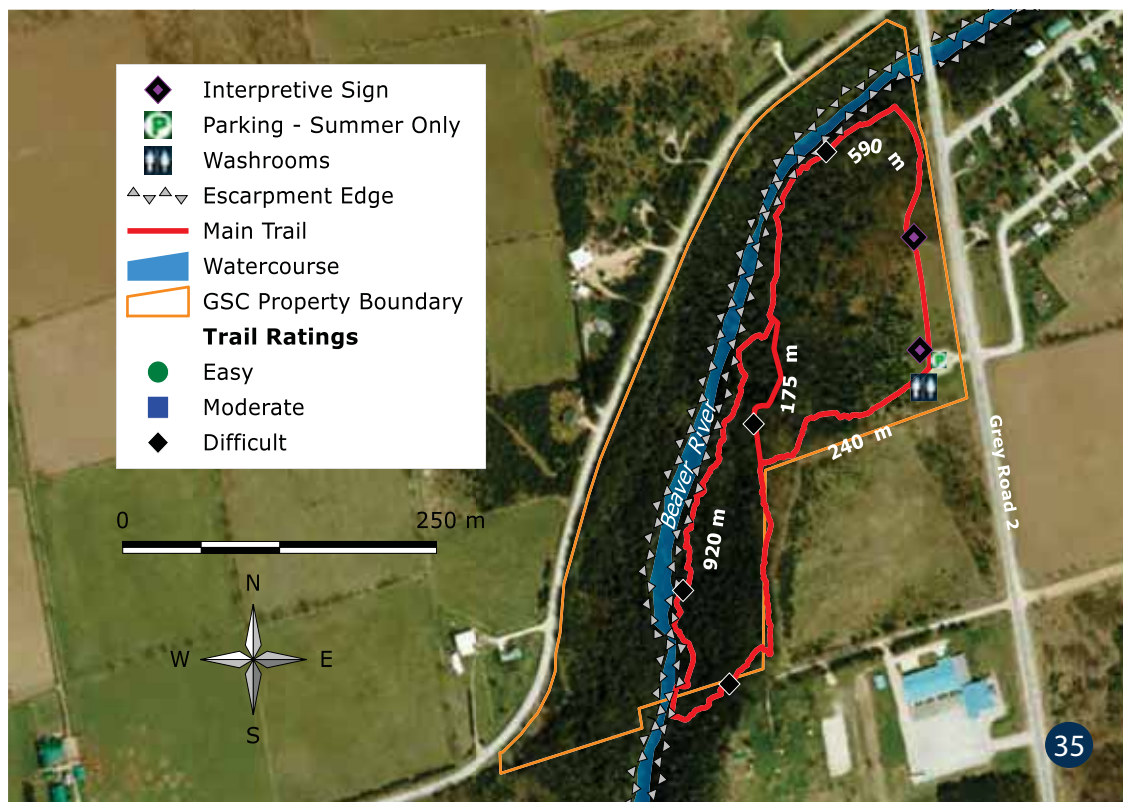 Interpretive Sign
P
Parking - Summer Only
Washrooms
Escarpment Edge
Main Trail
Watercourse
GSC Property Boundary
Trail Ratings
Easy
Moderate
Difficult
0
250 m
N
W
E
S
590 m
P
175 m
240 m
Beaver River
920 m
Grey Road 2
35